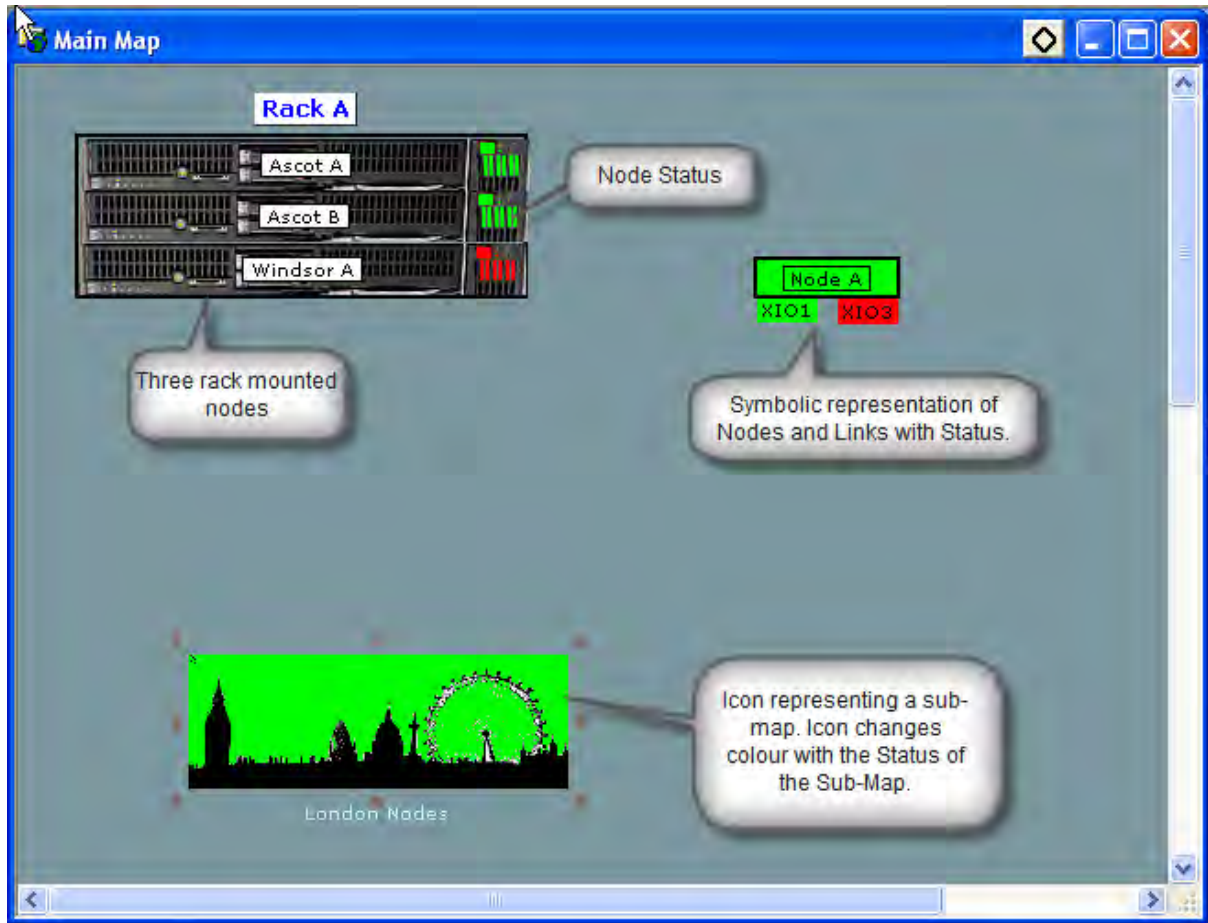 Main Map
Rack A
Ascot A
Ascot B
Windsor A
Node Status
Node A
XIO1 XIO3
Three rack mounted
nodes
Symbolic representation of
Nodes and Links with Status.
Icon representing a sub-
map. Icon changes
colour with the Status of
the Sub-Map.
London Nodes